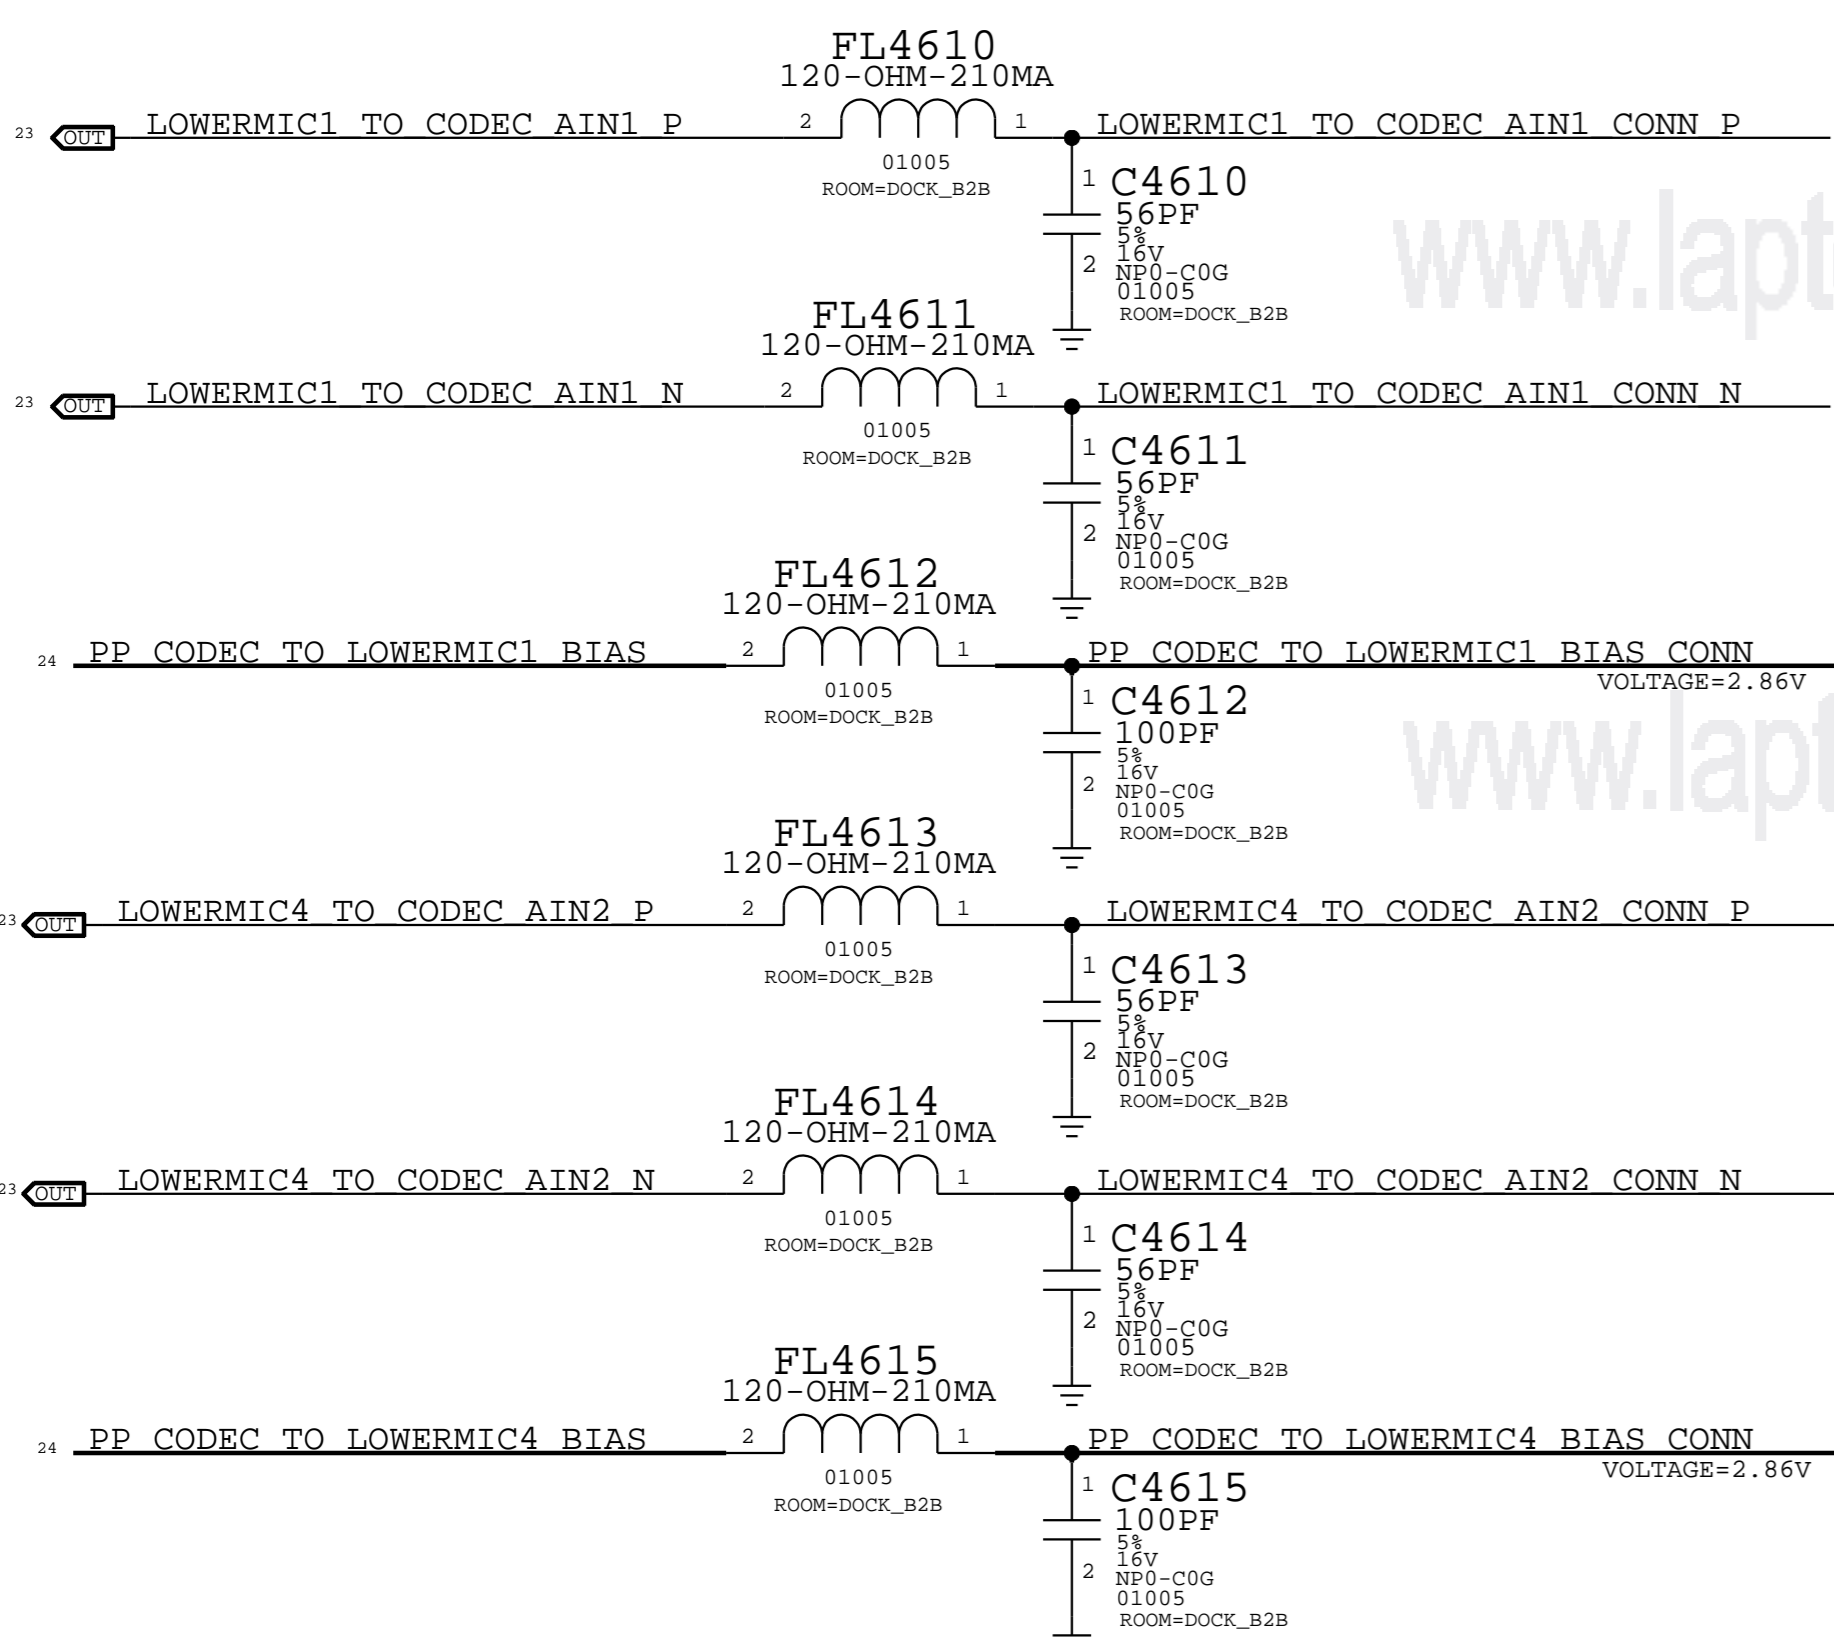 FL4610
120-OHM-210MA
23 OUT LOWERMIC1_TO_CODEC_AIN1_P 2 1 LOWERMIC1_TO_CODEC_AIN1_CONN_P
01005
ROOM=DOCK_B2B
1 C4610
56PF
5%
16V
2 NP0-C0G
01005
ROOM=DOCK_B2B
www.lapt
FL4611
120-OHM-210MA
23 OUT LOWERMIC1_TO_CODEC_AIN1_N 2 1 LOWERMIC1_TO_CODEC_AIN1_CONN_N
01005
ROOM=DOCK_B2B
1 C4611
56PF
5%
16V
2 NP0-C0G
01005
ROOM=DOCK_B2B
FL4612
120-OHM-210MA
24 PP_CODEC_TO_LOWERMIC1_BIAS 2 1 PP_CODEC_TO_LOWERMIC1_BIAS_CONN
VOLTAGE=2.86V
01005
ROOM=DOCK_B2B
1 C4612
100PF
5%
16V
2 NP0-C0G
01005
ROOM=DOCK_B2B
www.lapt
FL4613
120-OHM-210MA
23 OUT LOWERMIC4_TO_CODEC_AIN2_P 2 1 LOWERMIC4_TO_CODEC_AIN2_CONN_P
01005
ROOM=DOCK_B2B
1 C4613
56PF
5%
16V
2 NP0-C0G
01005
ROOM=DOCK_B2B
FL4614
120-OHM-210MA
23 OUT LOWERMIC4_TO_CODEC_AIN2_N 2 1 LOWERMIC4_TO_CODEC_AIN2_CONN_N
01005
ROOM=DOCK_B2B
1 C4614
56PF
5%
16V
2 NP0-C0G
01005
ROOM=DOCK_B2B
FL4615
120-OHM-210MA
24 PP_CODEC_TO_LOWERMIC4_BIAS 2 1 PP_CODEC_TO_LOWERMIC4_BIAS_CONN
VOLTAGE=2.86V
01005
ROOM=DOCK_B2B
1 C4615
100PF
5%
16V
2 NP0-C0G
01005
ROOM=DOCK_B2B